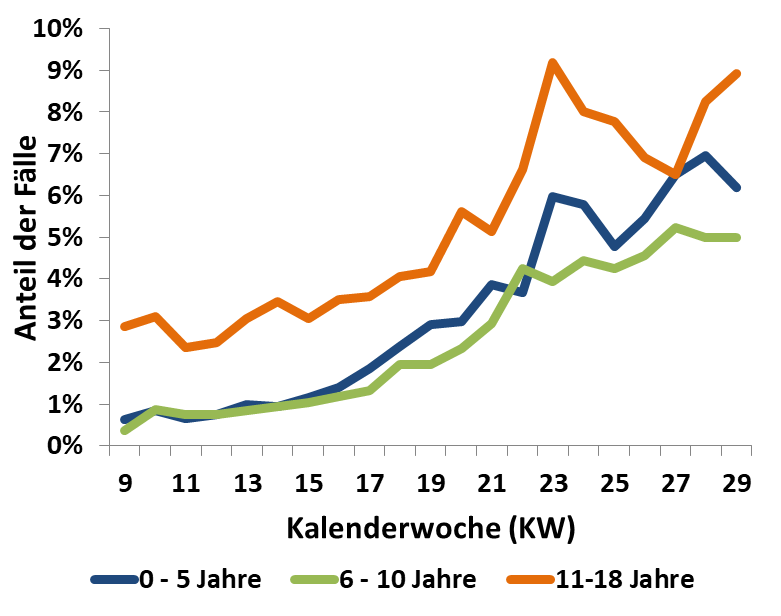 10%
9%
8%
7%
6%
5%
4%
3%
2%
1%
0%
Anteil der Fälle
9 11 13 15 17 19 21 23 25 27 29
Kalenderwoche (KW)
0 - 5 Jahre 6 - 10 Jahre 11-18 Jahre